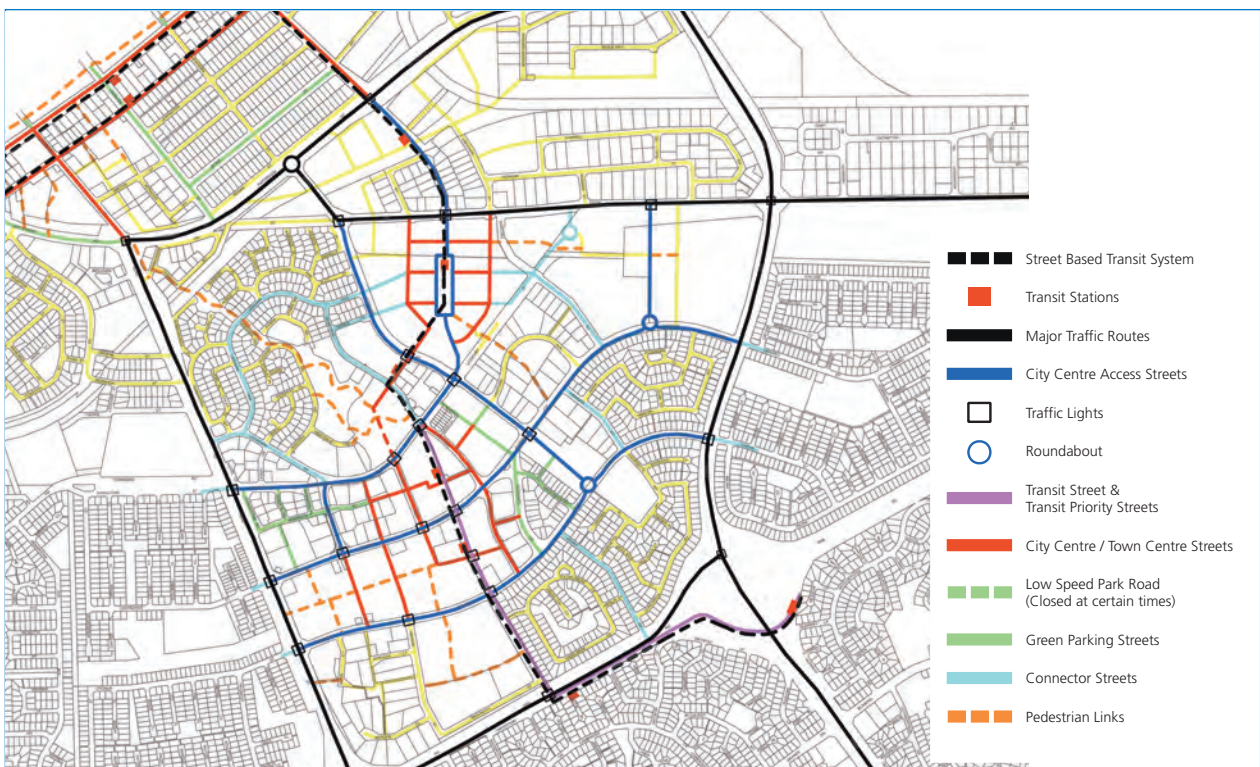 Street Based Transit System
Transit Stations
Major Traffic Routes
City Centre Access Streets
Traffic Lights
Roundabout
Transit Street &
Transit Priority Streets
City Centre / Town Centre Streets
Low Speed Park Road
(Closed at certain times)
Green Parking Streets
Connector Streets
Pedestrian Links